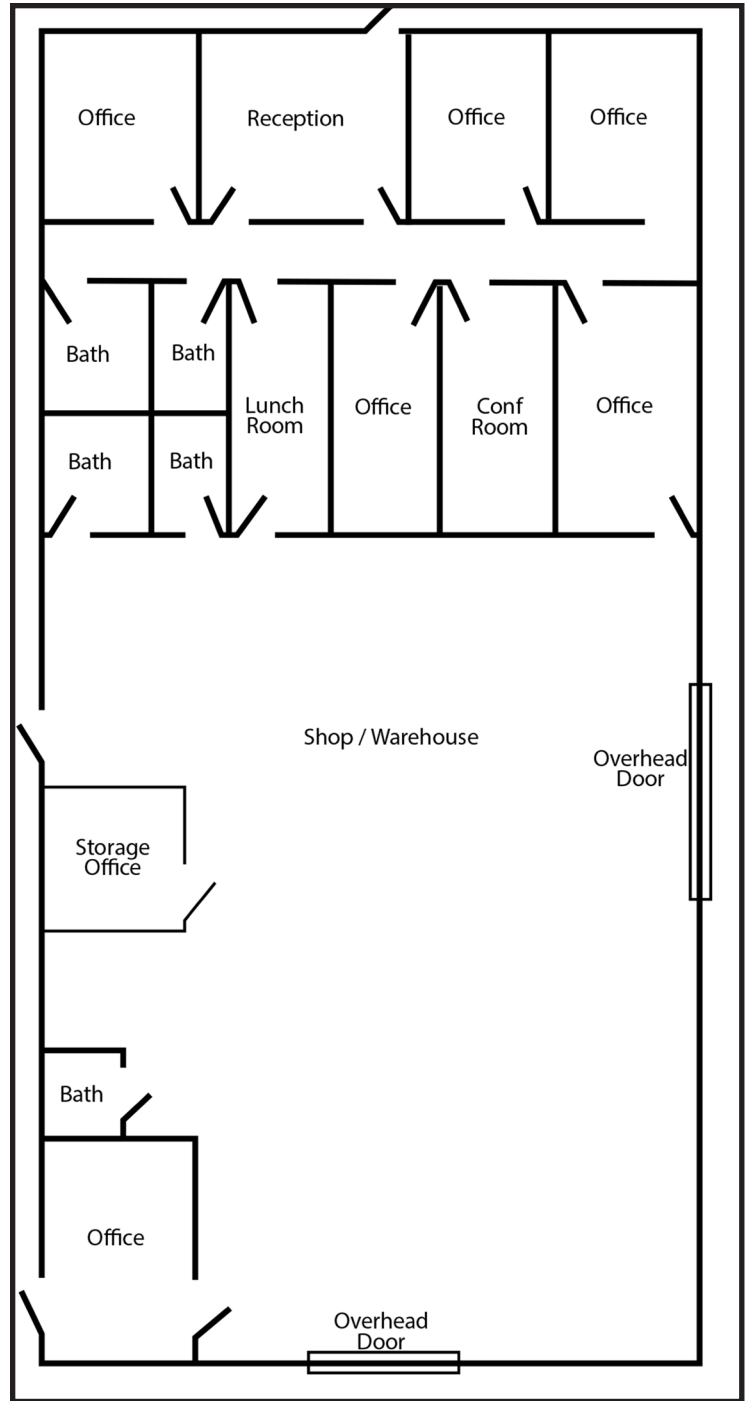 Office
Reception
Office
Office
Bath
Bath
Lunch
Room
Office
Conf
Room
Office
Bath
Bath
Shop / Warehouse
Overhead
Door
Storage
Office
Bath
Office
Overhead
Door